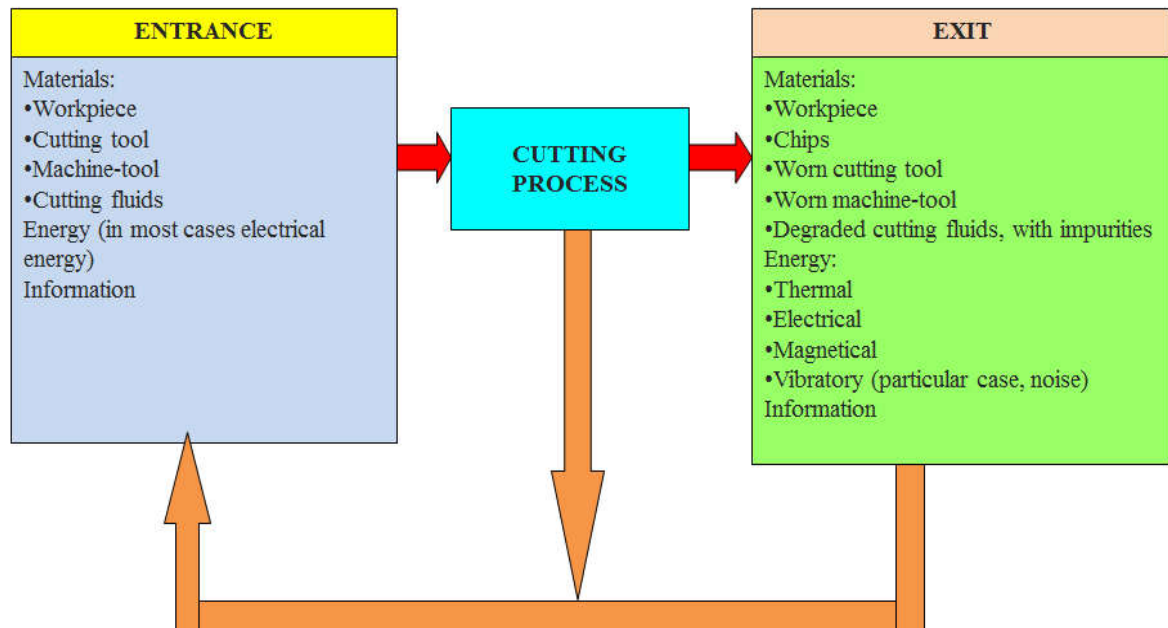 ENTRANCE
Materials:
•Workpiece
•Cutting tool
•Machine-tool
•Cutting fluids
Energy (in most cases electrical
energy)
Information
CUTTING
PROCESS
EXIT
Materials:
•Workpiece
•Chips
•Worn cutting tool
•Worn machine-tool
•Degraded cutting fluids, with impurities
Energy:
•Thermal
•Electrical
•Magnetical
•Vibratory (particular case, noise)
Information